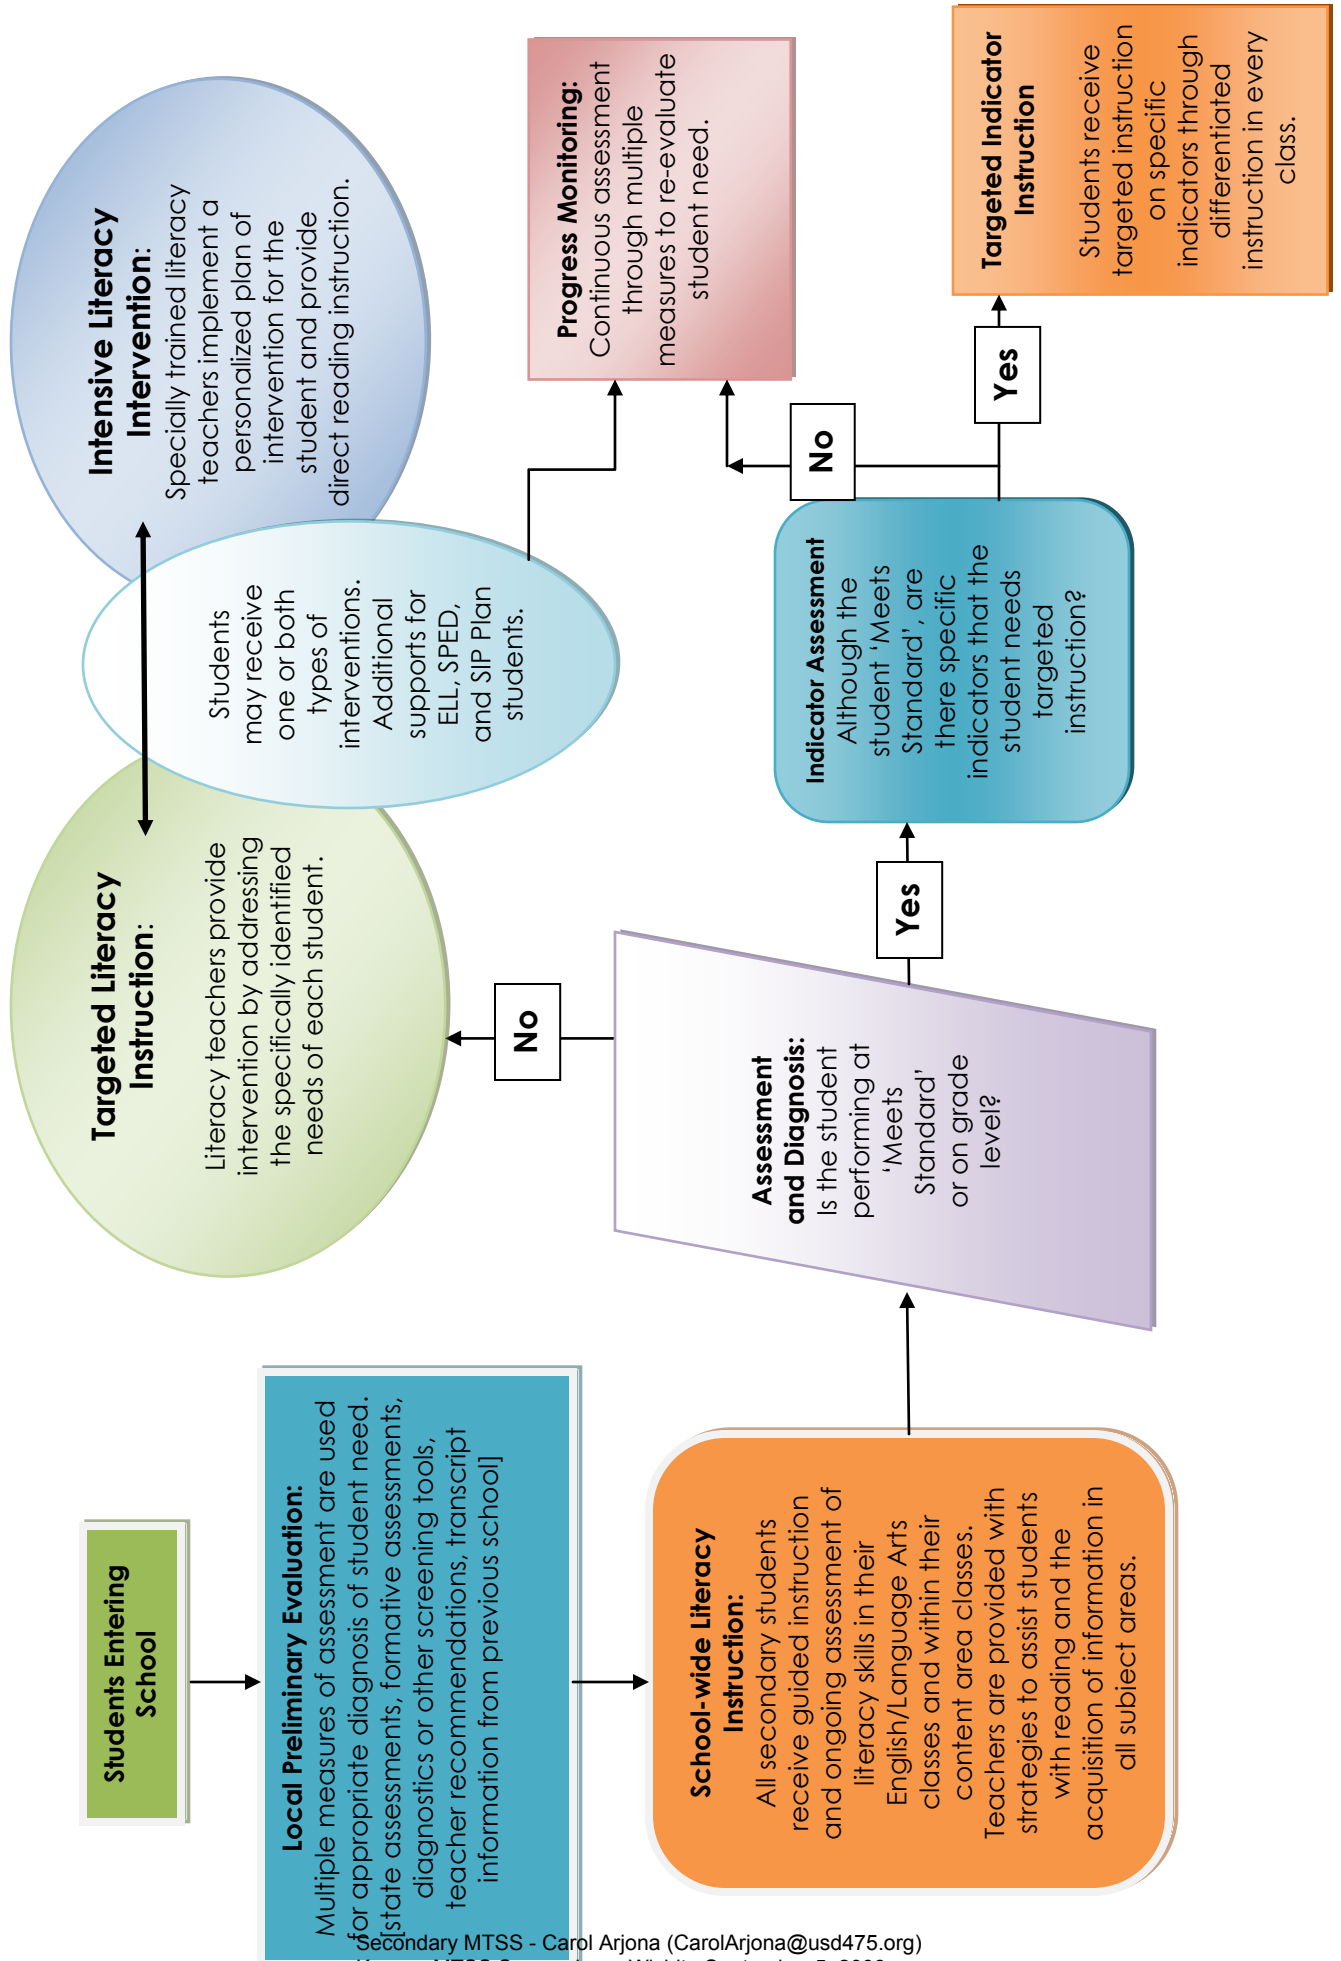 Students Entering
School
Local Preliminary Evaluation:
Multiple measures of assessment are used
for appropriate diagnosis of student need.
[state assessments, formative assessments,
diagnostics or other screening tools,
teacher recommendations, transcript
information from previous school]
School-wide Literacy
Instruction:
All secondary students
receive guided instruction
and ongoing assessment of
literacy skills in their
English/Language Arts
classes and within their
content area classes.
Teachers are provided with
strategies to assist students
with reading and the
acquisition of information in
all subject areas.
Assessment
and Diagnosis:
Is the student
performing at
‘Meets
Standard’
or on grade
level?
No
Yes
Targeted Literacy
Instruction:
Literacy teachers provide
intervention by addressing
the specifically identified
needs of each student.
Students
may receive
one or both
types of
interventions.
Additional
supports for
ELL, SPED,
and SIP Plan
students.
Intensive Literacy
Intervention:
Specially trained literacy
teachers implement a
personalized plan of
intervention for the
student and provide
direct reading instruction.
Indicator Assessment
Although the
student ‘Meets
Standard’, are
there specific
indicators that the
student needs
targeted
instruction?
No
Yes
Progress Monitoring:
Continuous assessment
through multiple
measures to re-evaluate
student need.
Targeted Indicator
Instruction
Students receive
targeted instruction
on specific
indicators through
differentiated
instruction in every
class.
Secondary MTSS - Carol Arjona (CarolArjona@usd475.org)